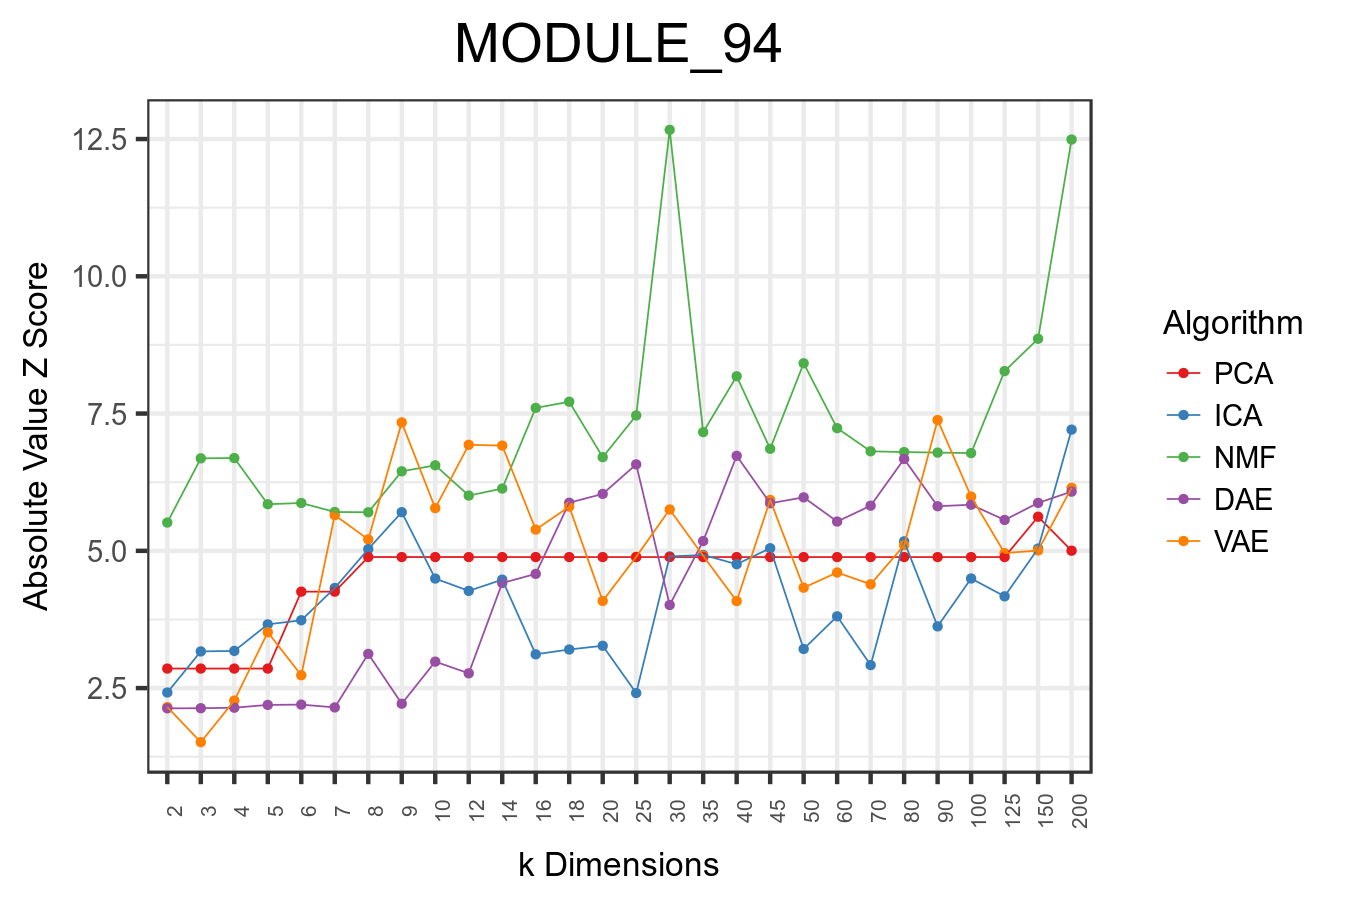 MODULE_94
Absolute Value Z Score
12.5
10.0
7.5
5.0
2.5
2 3 4 5 6 7 8 9 10 12 14 16 18 20 25 30 35 40 45 50 60 70 80 90 100 125 150 200
k Dimensions
Algorithm
PCA
ICA
NMF
DAE
VAE